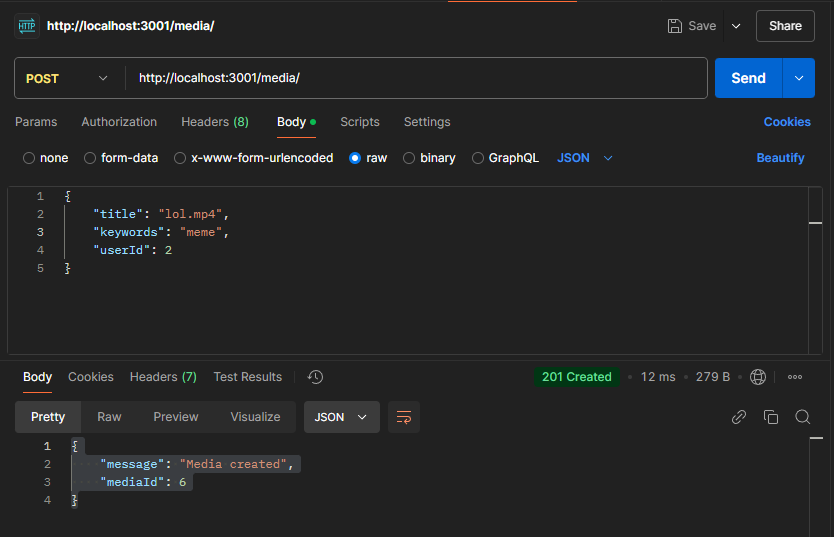 HTTP http://localhost:3001/media/ Save Share
POST http://localhost:3001/media/ Send
Params Authorization Headers (8) Body Scripts Settings Cookies
none form-data x-www-form-urlencoded raw binary GraphQL JSON Beautify
1 {
2 "title": "lol.mp4",
3 "keywords": "meme",
4 "userId": 2
5 }
Body Cookies Headers (7) Test Results 201 Created 12 ms 279 B
Pretty Raw Preview Visualize JSON
1 {
2 "message": "Media created",
3 "mediaId": 6
4 }